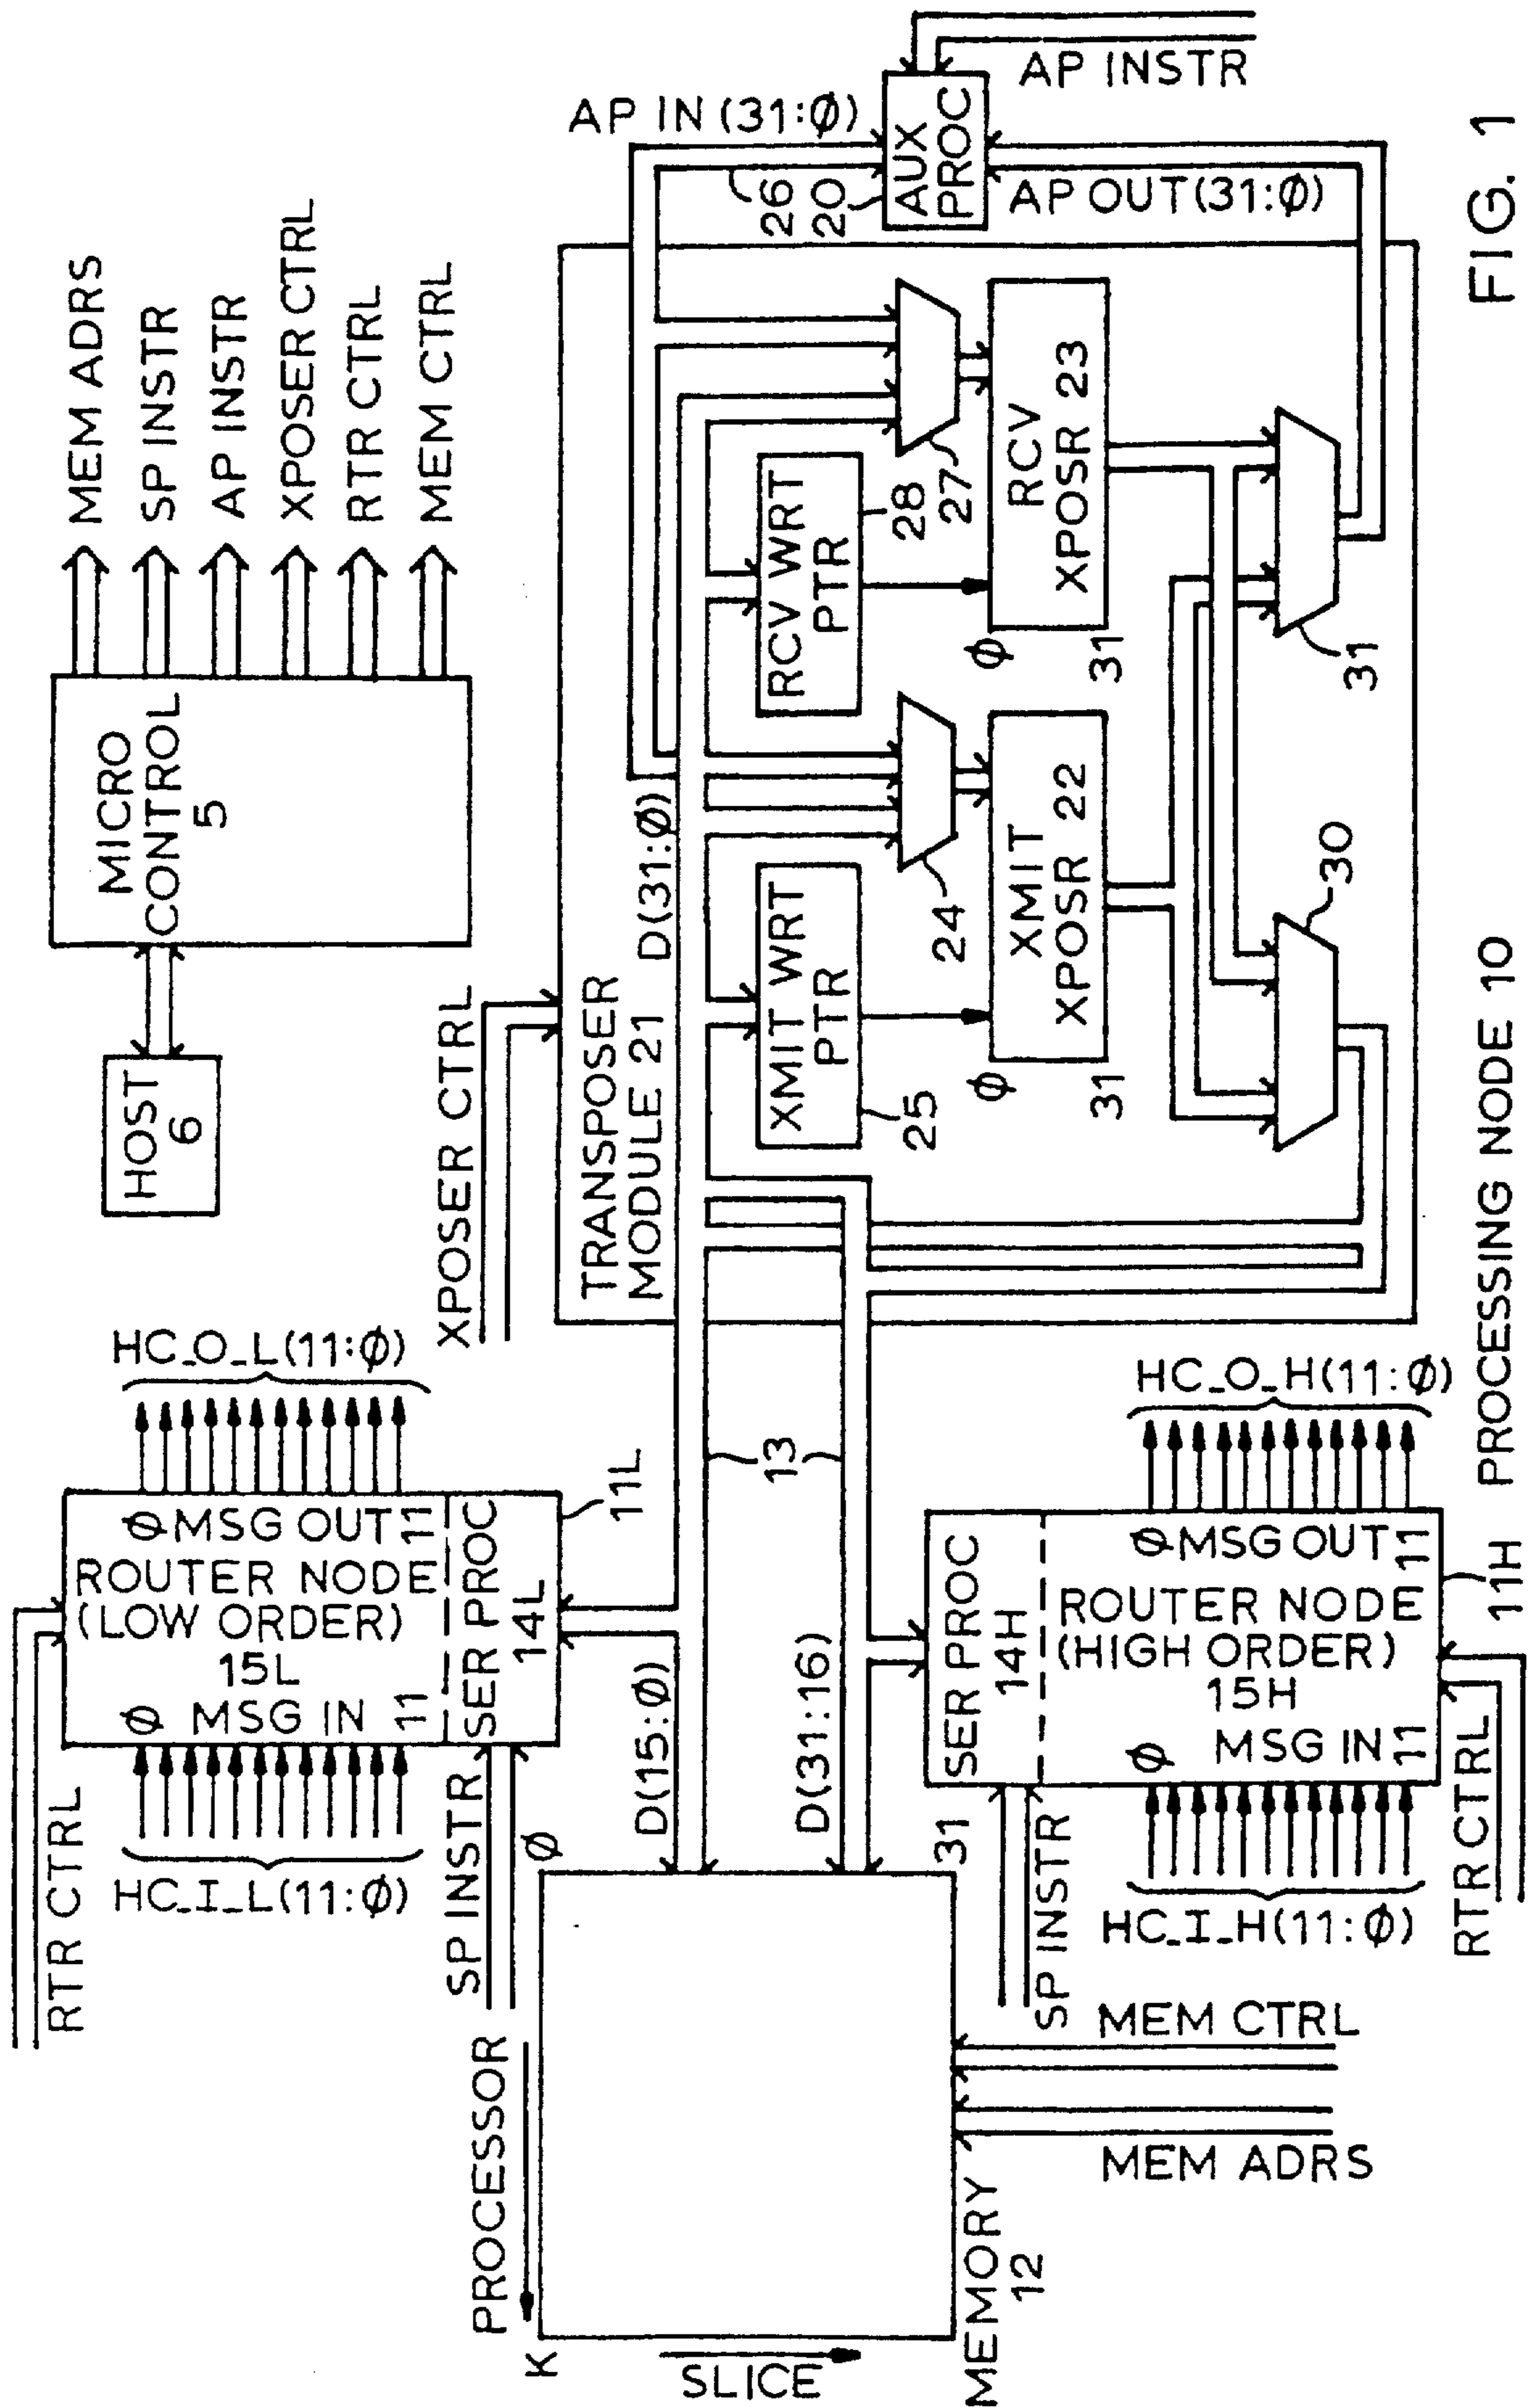 RTR CTRL
HC_I_L(11:Ø)
HC_O_L(11:Ø)
Ø MSG OUT 11
ROUTER NODE
(LOW ORDER)
15L
Ø MSG IN 11
SER PROC
14L
11L
SP INSTR
HOST
6
MICRO
CONTROL
5
MEM ADRS
SP INSTR
AP INSTR
XPOSER CTRL
RTR CTRL
MEM CTRL
PROCESSOR
K
Ø
SLICE
31
MEMORY
12
MEM CTRL
MEM ADRS
D(15:Ø)
D(31:16)
13
XPOSER CTRL
TRANSPOSER
MODULE 21
D(31:Ø)
XMIT WRT
PTR
25
24
RCV WRT
PTR
28
27
Ø
XMIT
XPOSR 22
31
Ø
RCV
XPOSR 23
31
30
31
AP IN (31:Ø)
26
20
AUX
PROC
AP OUT(31:Ø)
AP INSTR
SER PROC
14H
SP INSTR
Ø MSG OUT 11
ROUTER NODE
(HIGH ORDER)
15H
Ø MSG IN 11
HC_O_H(11:Ø)
HC_I_H(11:Ø)
11H
RTR CTRL
PROCESSING NODE 10
FIG. 1